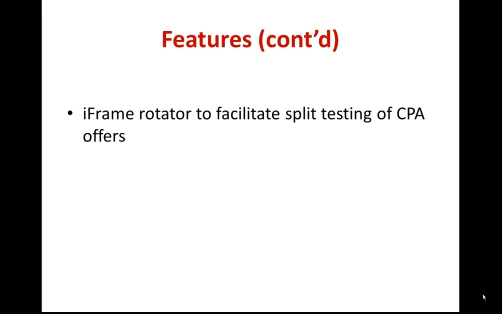 Features (cont’d)
• iFrame rotator to facilitate split testing of CPA
offers